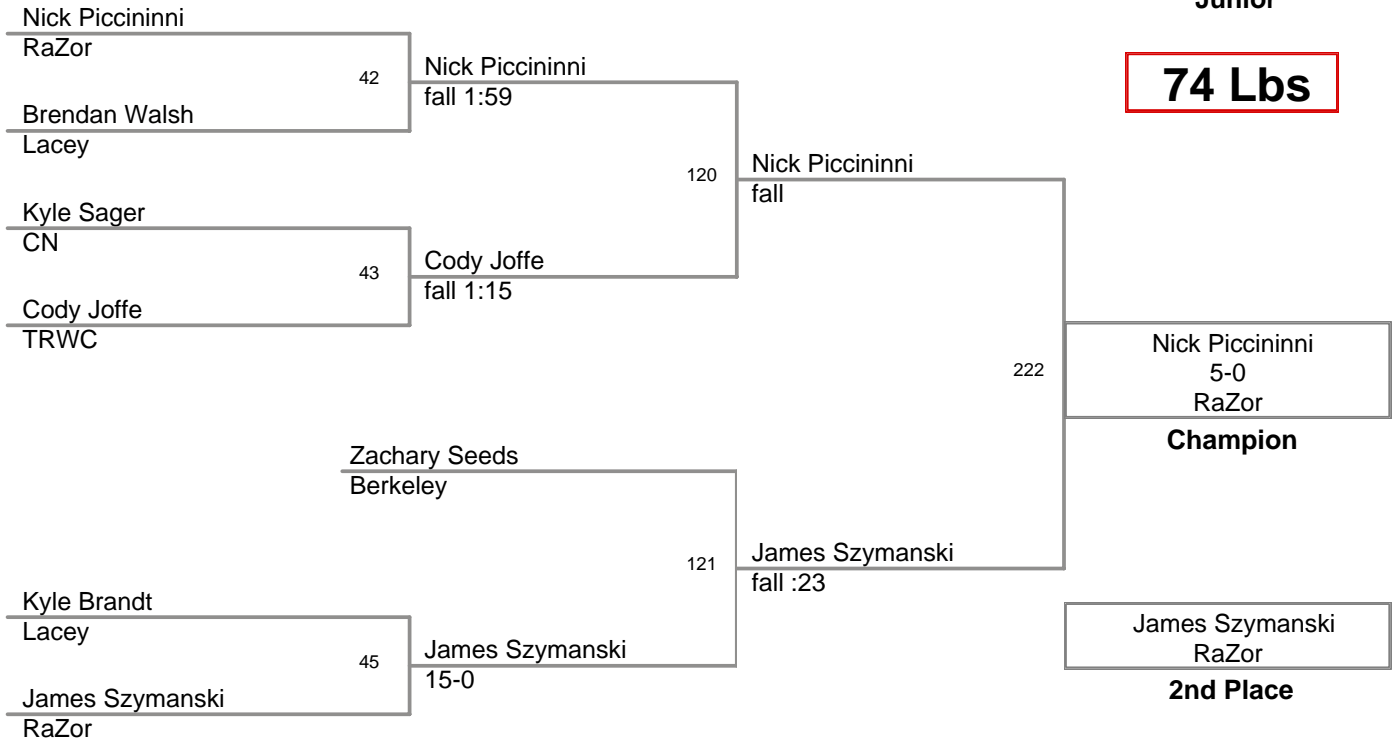 Junior
74 Lbs
Nick Piccininni
RaZor
42
Brendan Walsh
Lacey
Nick Piccininni
fall 1:59
Kyle Sager
CN
43
Cody Joffe
TRWC
Cody Joffe
fall 1:15
120
Nick Piccininni
fall
Zachary Seeds
Berkeley
Kyle Brandt
Lacey
45
James Szymanski
RaZor
James Szymanski
15-0
121
James Szymanski
fall :23
222
Nick Piccininni
5-0
RaZor
Champion
James Szymanski
RaZor
2nd Place